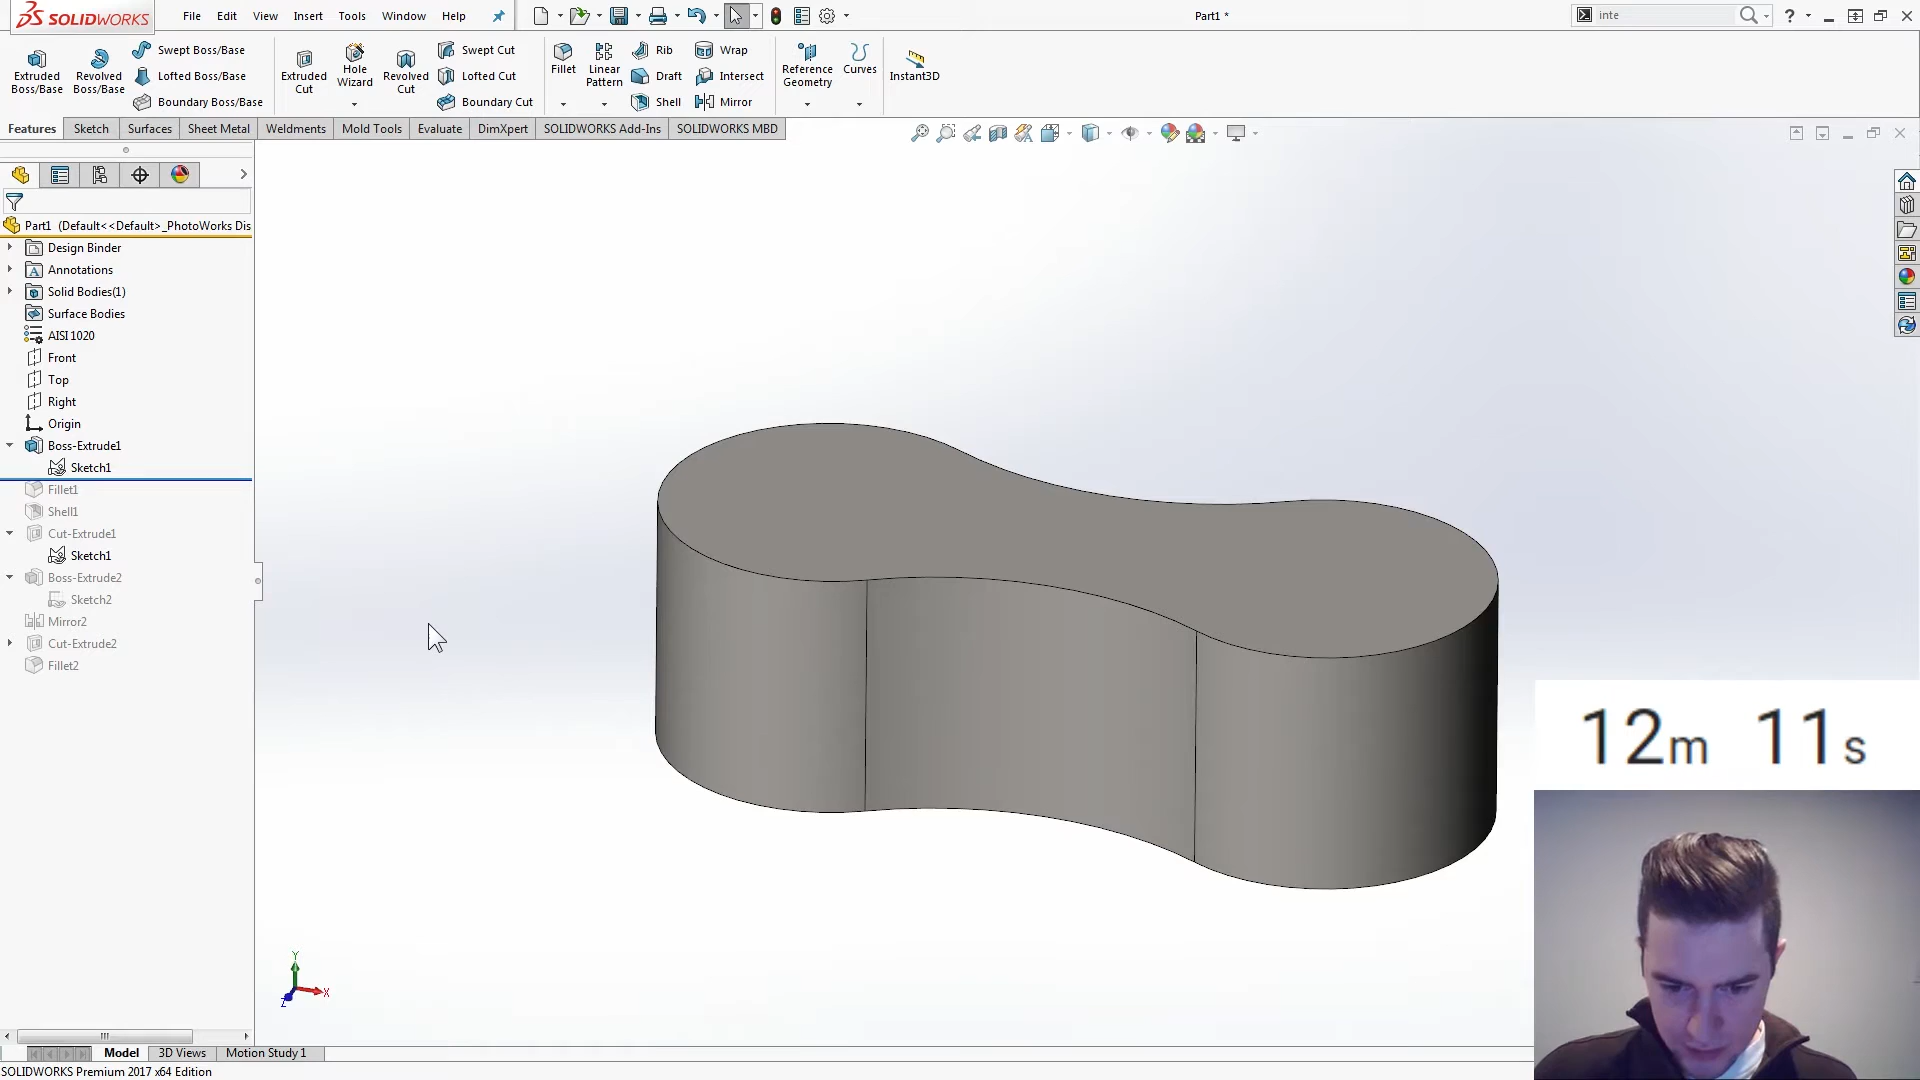 SOLIDWORKS
File Edit View Insert Tools Window Help
Part1 *
inte
Extruded Boss/Base
Revolved Boss/Base
Swept Boss/Base
Lofted Boss/Base
Boundary Boss/Base
Extruded Cut
Hole Wizard
Revolved Cut
Swept Cut
Lofted Cut
Boundary Cut
Fillet
Linear Pattern
Rib
Draft
Shell
Wrap
Intersect
Mirror
Reference Geometry
Curves
Instant3D
Features Sketch Surfaces Sheet Metal Weldments Mold Tools Evaluate DimXpert SOLIDWORKS Add-Ins SOLIDWORKS MBD
Part1 (Default<<Default>_PhotoWorks Dis
Design Binder
Annotations
Solid Bodies(1)
Surface Bodies
AISI 1020
Front
Top
Right
Origin
Boss-Extrude1
Sketch1
Fillet1
Shell1
Cut-Extrude1
Sketch1
Boss-Extrude2
Sketch2
Mirror2
Cut-Extrude2
Fillet2
12m 11s
Y
X
Z
Model 3D Views Motion Study 1
SOLIDWORKS Premium 2017 x64 Edition